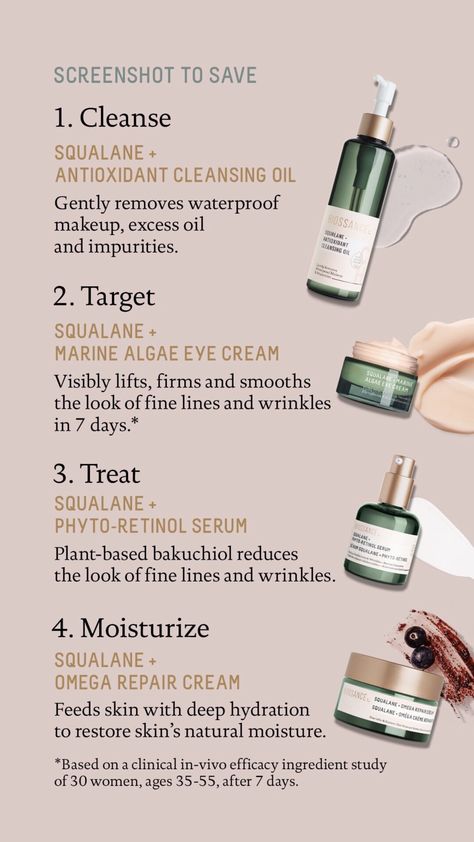 SCREENSHOT TO SAVE
1. Cleanse
SQUALANE +
ANTIOXIDANT CLEANSING OIL
Gently removes waterproof
makeup, excess oil
and impurities.
BIOSSANCE
SQUALANE +
ANTIOXIDANT
CLEANSING OIL
2. Target
SQUALANE +
MARINE ALGAE EYE CREAM
Visibly lifts, firms and smooths
the look of fine lines and wrinkles
in 7 days.*
SQUALANE + MARINE
ALGAE EYE CREAM
3. Treat
SQUALANE +
PHYTO-RETINOL SERUM
Plant-based bakuchiol reduces
the look of fine lines and wrinkles.
BIOSSANCE
SQUALANE +
PHYTO-RETINOL SERUM
SERUM SQUALANE + PHYTO-RETINOL
4. Moisturize
SQUALANE +
OMEGA REPAIR CREAM
Feeds skin with deep hydration
to restore skin's natural moisture.
BIOSSANCE
SQUALANE + OMEGA REPAIR CREAM
SQUALANE + OMÉGA CRÈME
*Based on a clinical in-vivo efficacy ingredient study
of 30 women, ages 35-55, after 7 days.